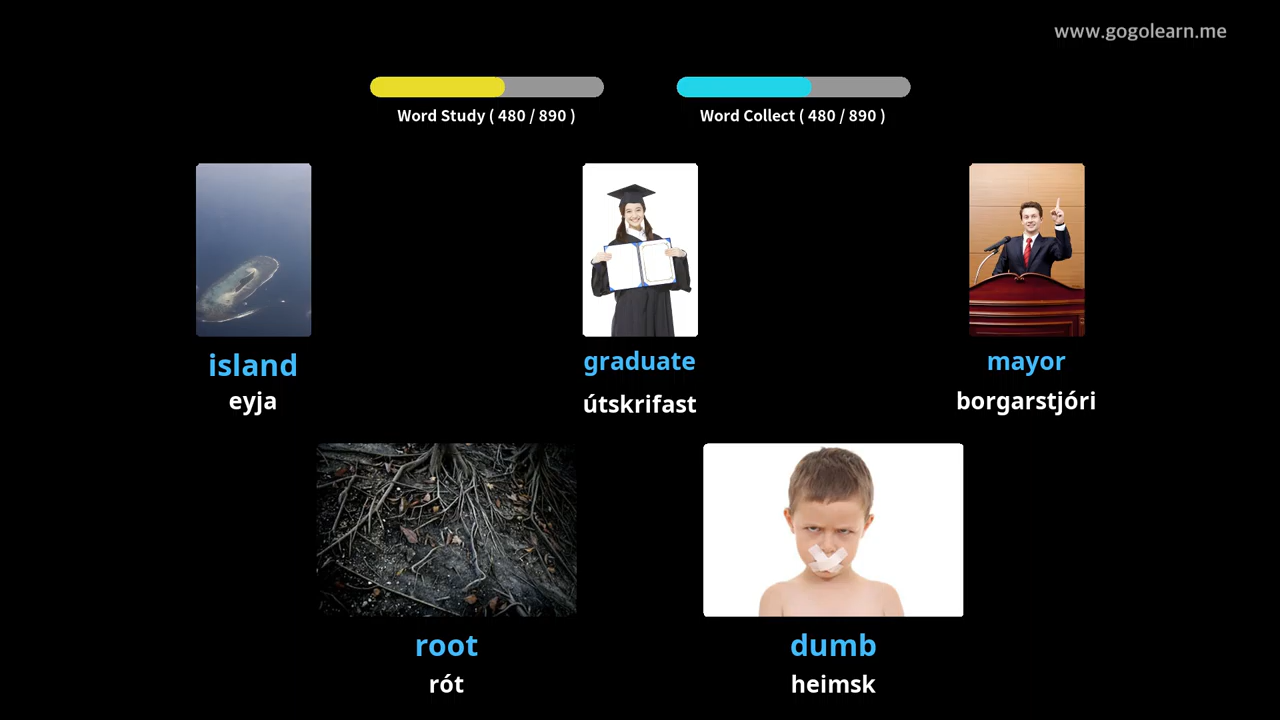 www.gogolearn.me
Word Study ( 480 / 890 )
Word Collect ( 480 / 890 )
island
eyja
graduate
útskrifast
mayor
borgarstjóri
root
rót
dumb
heimsk